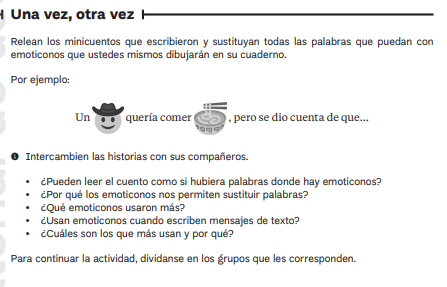 Una vez, otra vez
Relean los minicuentos que escribieron y sustituyan todas las palabras que puedan con
emoticonos que ustedes mismos dibujarán en su cuaderno.
Por ejemplo:
Un quería comer , pero se dio cuenta de que...
1 Intercambien las historias con sus compañeros.
• ¿Pueden leer el cuento como si hubiera palabras donde hay emoticonos?
• ¿Por qué los emoticonos nos permiten sustituir palabras?
• ¿Qué emoticonos usaron más?
• ¿Usan emoticonos cuando escriben mensajes de texto?
• ¿Cuáles son los que más usan y por qué?
Para continuar la actividad, divídanse en los grupos que les corresponden.